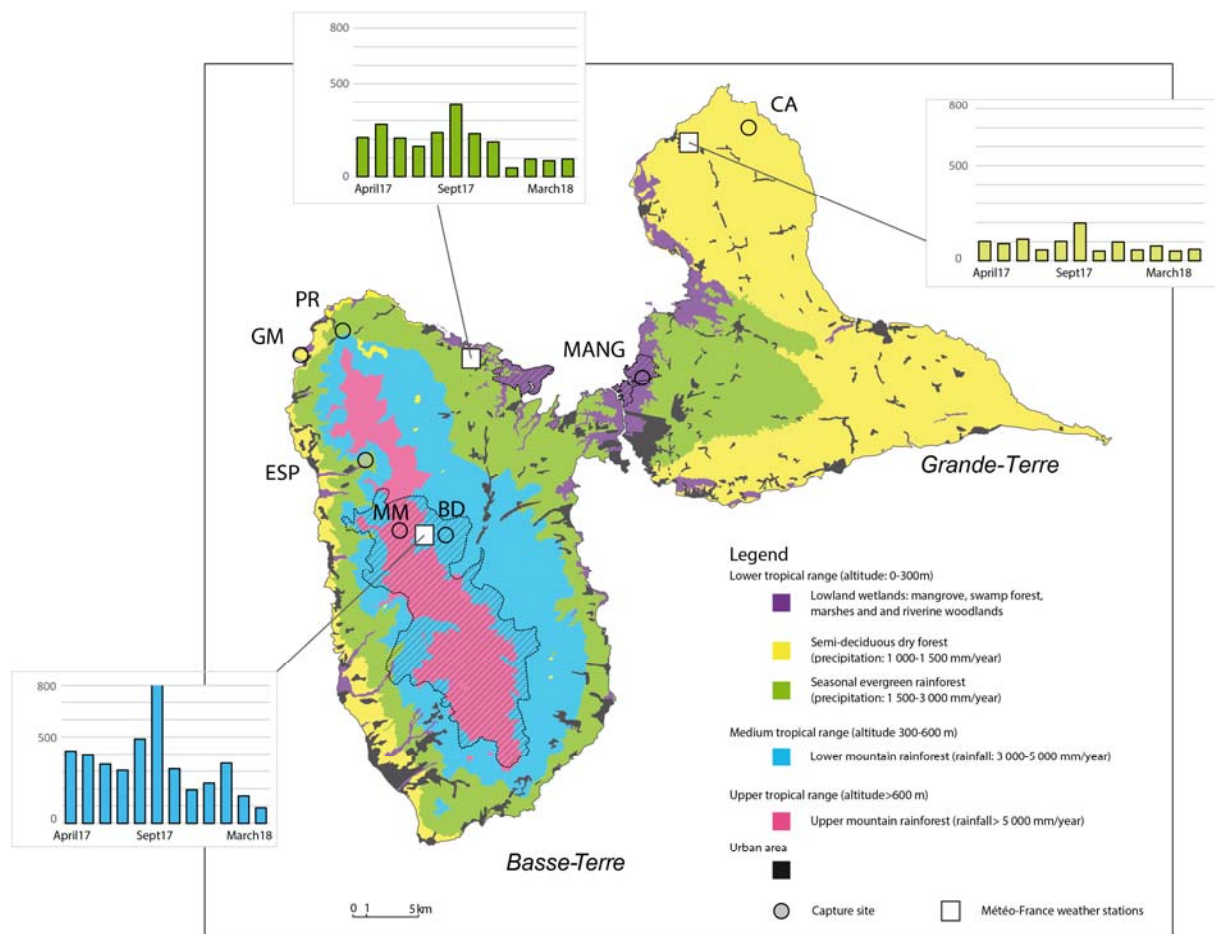 800
500
0
April17 Sept17 March18
CA
800
500
0
April17 Sept17 March18
PR
GM
MANG
ESP
MM
BD
Grande-Terre
Basse-Terre
800
500
0
April17 Sept17 March18
Legend
Lower tropical range (altitude: 0-300m)
Lowland wetlands: mangrove, swamp forest,
marshes and and riverine woodlands
Semi-deciduous dry forest
(precipitation: 1 000-1 500 mm/year)
Seasonal evergreen rainforest
(precipitation: 1 500-3 000 mm/year)
Medium tropical range (altitude 300-600 m)
Lower mountain rainforest (rainfall: 3 000-5 000 mm/year)
Upper tropical range (altitude>600 m)
Upper mountain rainforest (rainfall> 5 000 mm/year)
Urban area
Capture site
Météo-France weather stations
0 1 5km